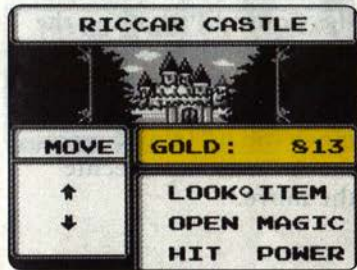 RICCAR CASTLE
MOVE
GOLD: 813
LOOK ITEM
OPEN MAGIC
HIT POWER